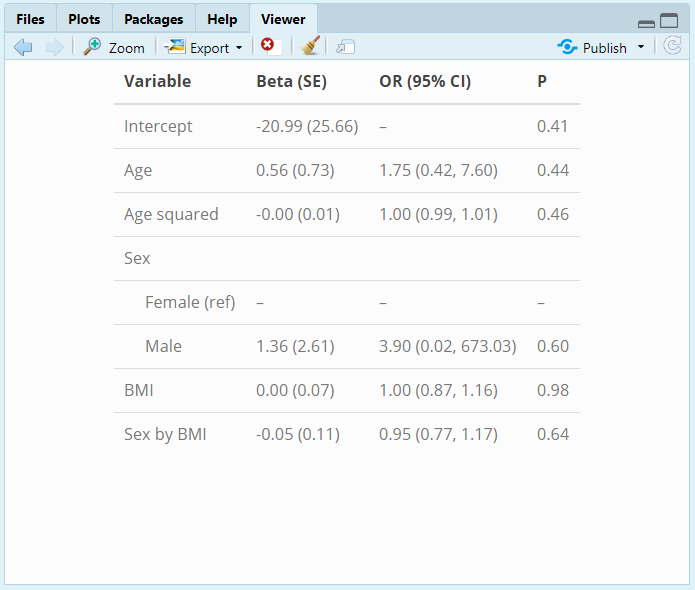 Files Plots Packages Help Viewer
Zoom Export Publish
Variable Beta (SE) OR (95% CI) P
Intercept -20.99 (25.66) – 0.41
Age 0.56 (0.73) 1.75 (0.42, 7.60) 0.44
Age squared -0.00 (0.01) 1.00 (0.99, 1.01) 0.46
Sex
Female (ref) – – –
Male 1.36 (2.61) 3.90 (0.02, 673.03) 0.60
BMI 0.00 (0.07) 1.00 (0.87, 1.16) 0.98
Sex by BMI -0.05 (0.11) 0.95 (0.77, 1.17) 0.64